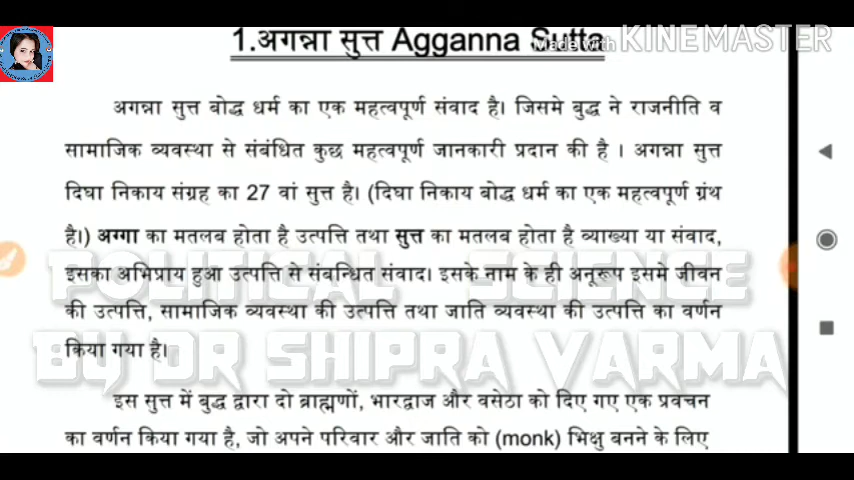 1.अगन्ना सुत्त Agganna Sutta
Made with KINEMASTER
अगन्ना सुत्त बोद्ध धर्म का एक महत्वपूर्ण संवाद है। जिसमे बुद्ध ने राजनीति व
सामाजिक व्यवस्था से संबंधित कुछ महत्वपूर्ण जानकारी प्रदान की है । अगन्ना सुत्त
दिघा निकाय संग्रह का 27 वां सुत्त है। (दिघा निकाय बोद्ध धर्म का एक महत्वपूर्ण ग्रंथ
है।) अग्गा का मतलब होता है उत्पत्ति तथा सुत्त का मतलब होता है व्याख्या या संवाद,
इसका अभिप्राय हुआ उत्पत्ति से संबन्धित संवाद। इसके नाम के ही अनूरूप इसमे जीवन
की उत्पत्ति, सामाजिक व्यवस्था की उत्पत्ति तथा जाति व्यवस्था की उत्पत्ति का वर्णन
किया गया है।
POLITICAL SCIENCE
BY DR SHIPRA VARMA
इस सुत्त में बुद्ध द्वारा दो ब्राह्मणों, भारद्वाज और वसेठा को दिए गए एक प्रवचन
का वर्णन किया गया है, जो अपने परिवार और जाति को (monk) भिक्षु बनने के लिए